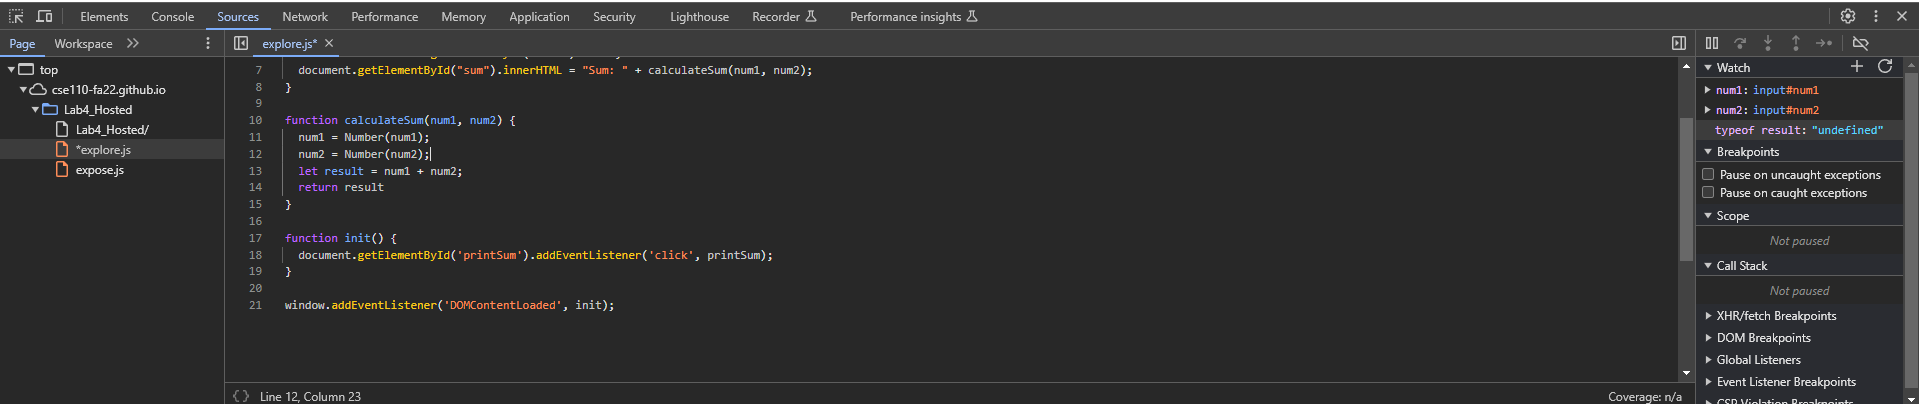 Elements Console Sources Network Performance Memory Application Security Lighthouse Recorder Performance insights
Page Workspace
explore.js*
top
cse110-fa22.github.io
Lab4_Hosted
Lab4_Hosted/
*explore.js
expose.js
7 document.getElementById("sum").innerHTML = "Sum: " + calculateSum(num1, num2);
8 }
9
10 function calculateSum(num1, num2) {
11 num1 = Number(num1);
12 num2 = Number(num2);
13 let result = num1 + num2;
14 return result
15 }
16
17 function init() {
18 document.getElementById('printSum').addEventListener('click', printSum);
19 }
20
21 window.addEventListener('DOMContentLoaded', init);
{} Line 12, Column 23
Coverage: n/a
Watch
num1: input#num1
num2: input#num2
typeof result: "undefined"
Breakpoints
Pause on uncaught exceptions
Pause on caught exceptions
Scope
Not paused
Call Stack
Not paused
XHR/fetch Breakpoints
DOM Breakpoints
Global Listeners
Event Listener Breakpoints
CSP Violation Breakpoints